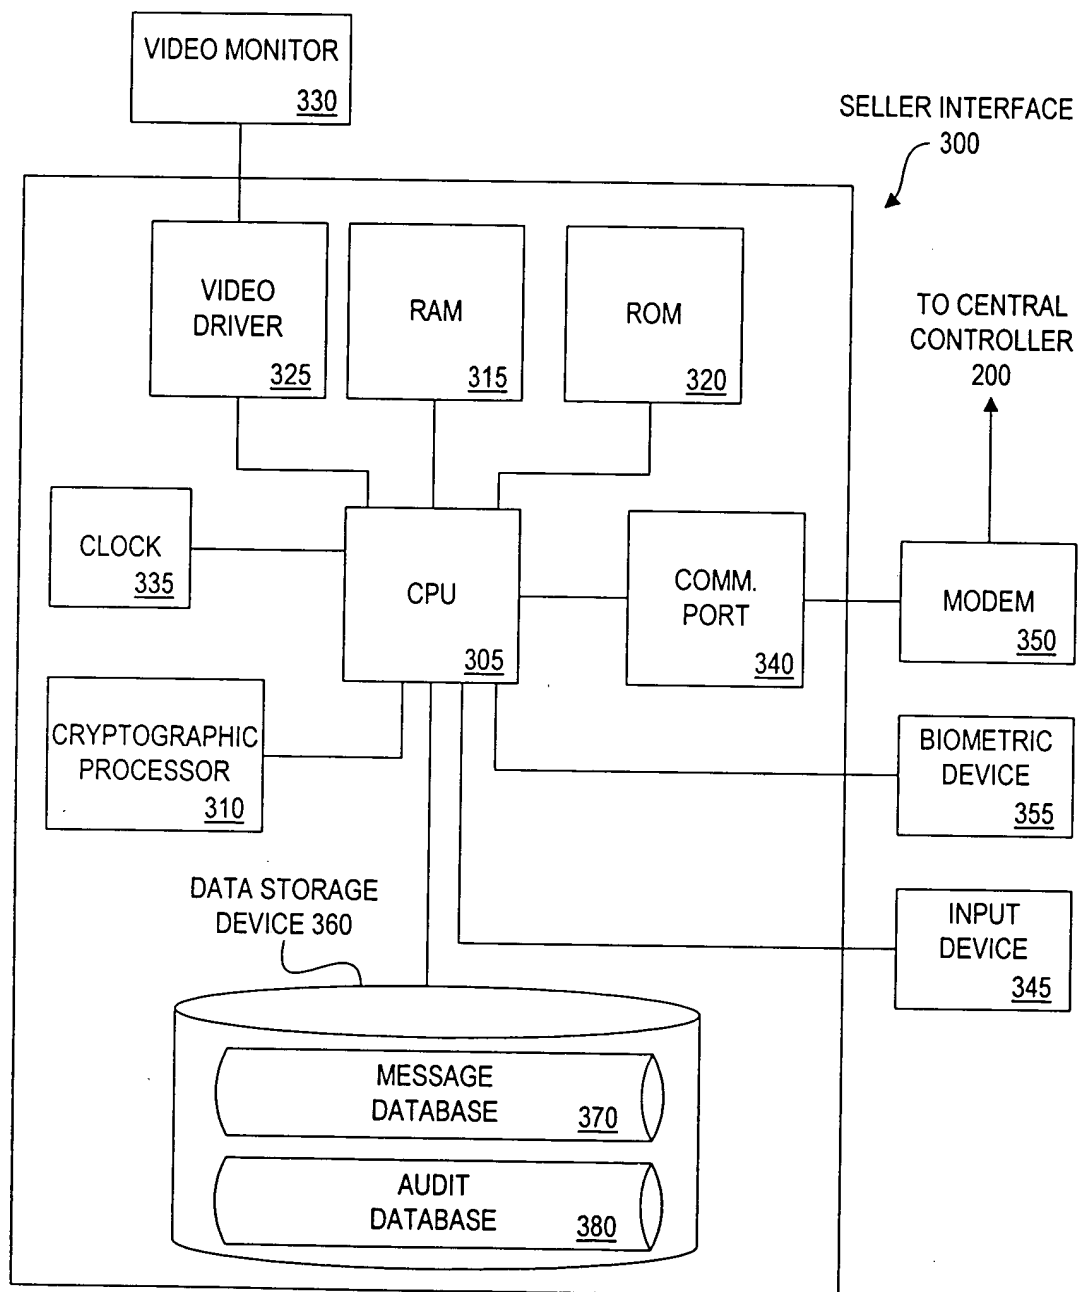 VIDEO MONITOR
330
SELLER INTERFACE
300
VIDEO
DRIVER
325
RAM
315
ROM
320
TO CENTRAL
CONTROLLER
200
CLOCK
335
CPU
305
COMM.
PORT
340
MODEM
350
CRYPTOGRAPHIC
PROCESSOR
310
BIOMETRIC
DEVICE
355
DATA STORAGE
DEVICE 360
INPUT
DEVICE
345
MESSAGE
DATABASE
370
AUDIT
DATABASE
380